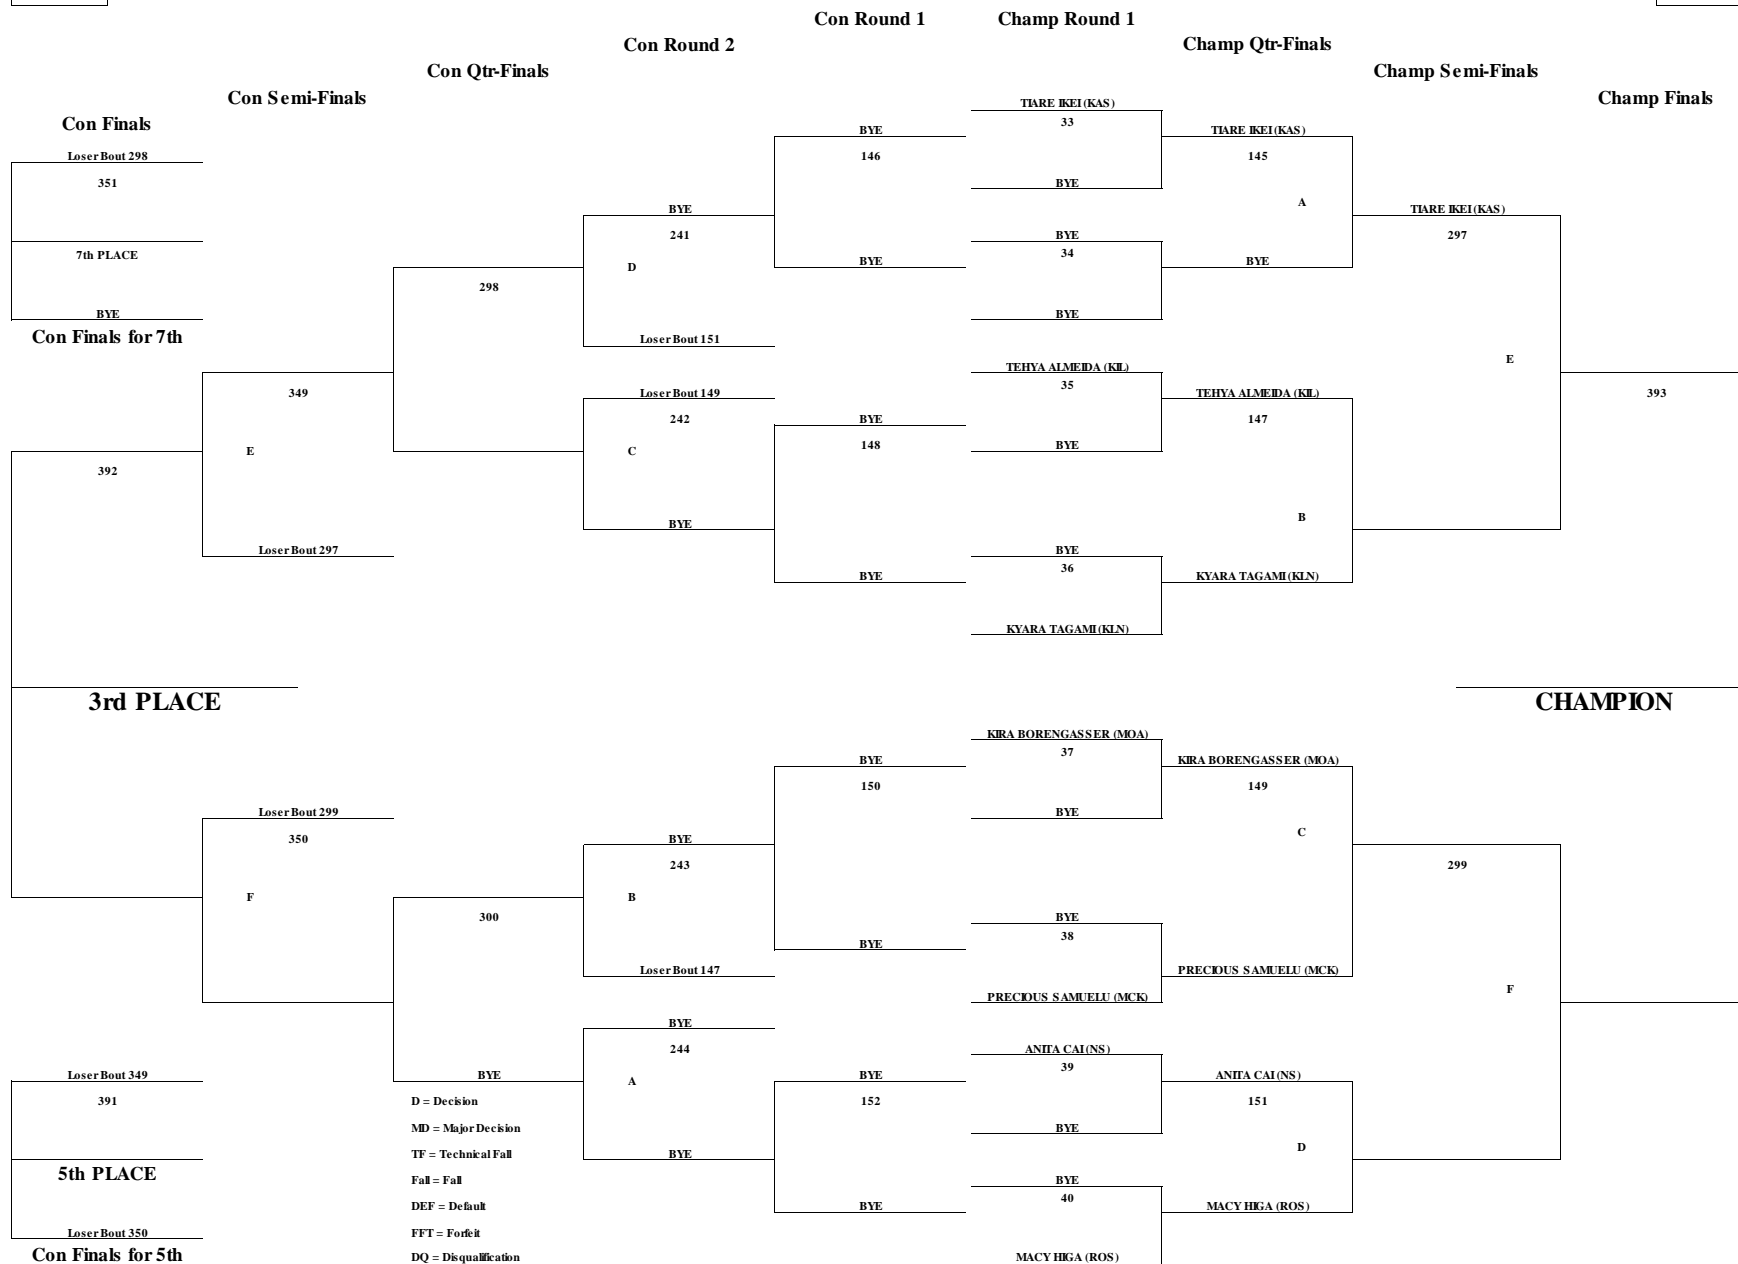 Con Round 1
Champ Round 1
Con Round 2
Champ Qtr-Finals
Con Qtr-Finals
Champ Semi-Finals
Con Semi-Finals
Champ Finals
Con Finals
Loser Bout 298
351
7th PLACE
BYE
Con Finals for 7th
392
3rd PLACE
Loser Bout 349
391
5th PLACE
Loser Bout 350
Con Finals for 5th
349
E
Loser Bout 297
Loser Bout 299
350
F
298
300
BYE
D = Decision
MD = Major Decision
TF = Technical Fall
Fall = Fall
DEF = Default
FFT = Forfeit
DQ = Disqualification
BYE
241
D
Loser Bout 151
Loser Bout 149
242
C
BYE
BYE
243
B
Loser Bout 147
BYE
244
A
BYE
BYE
146
BYE
BYE
148
BYE
BYE
150
BYE
BYE
152
BYE
TIARE IKEI (KAS)
33
BYE
BYE
34
BYE
TEHYA ALMEIDA (KIL)
35
BYE
BYE
36
KYARA TAGAMI (KLN)
KIRA BORENGASSER (MOA)
37
BYE
BYE
38
PRECIOUS SAMUELU (MCK)
ANITA CAI (NS)
39
BYE
BYE
40
MACY HIGA (ROS)
TIARE IKEI (KAS)
145
A
BYE
TEHYA ALMEIDA (KIL)
147
B
KYARA TAGAMI (KLN)
KIRA BORENGASSER (MOA)
149
C
PRECIOUS SAMUELU (MCK)
ANITA CAI (NS)
151
D
MACY HIGA (ROS)
TIARE IKEI (KAS)
297
E
299
F
393
CHAMPION